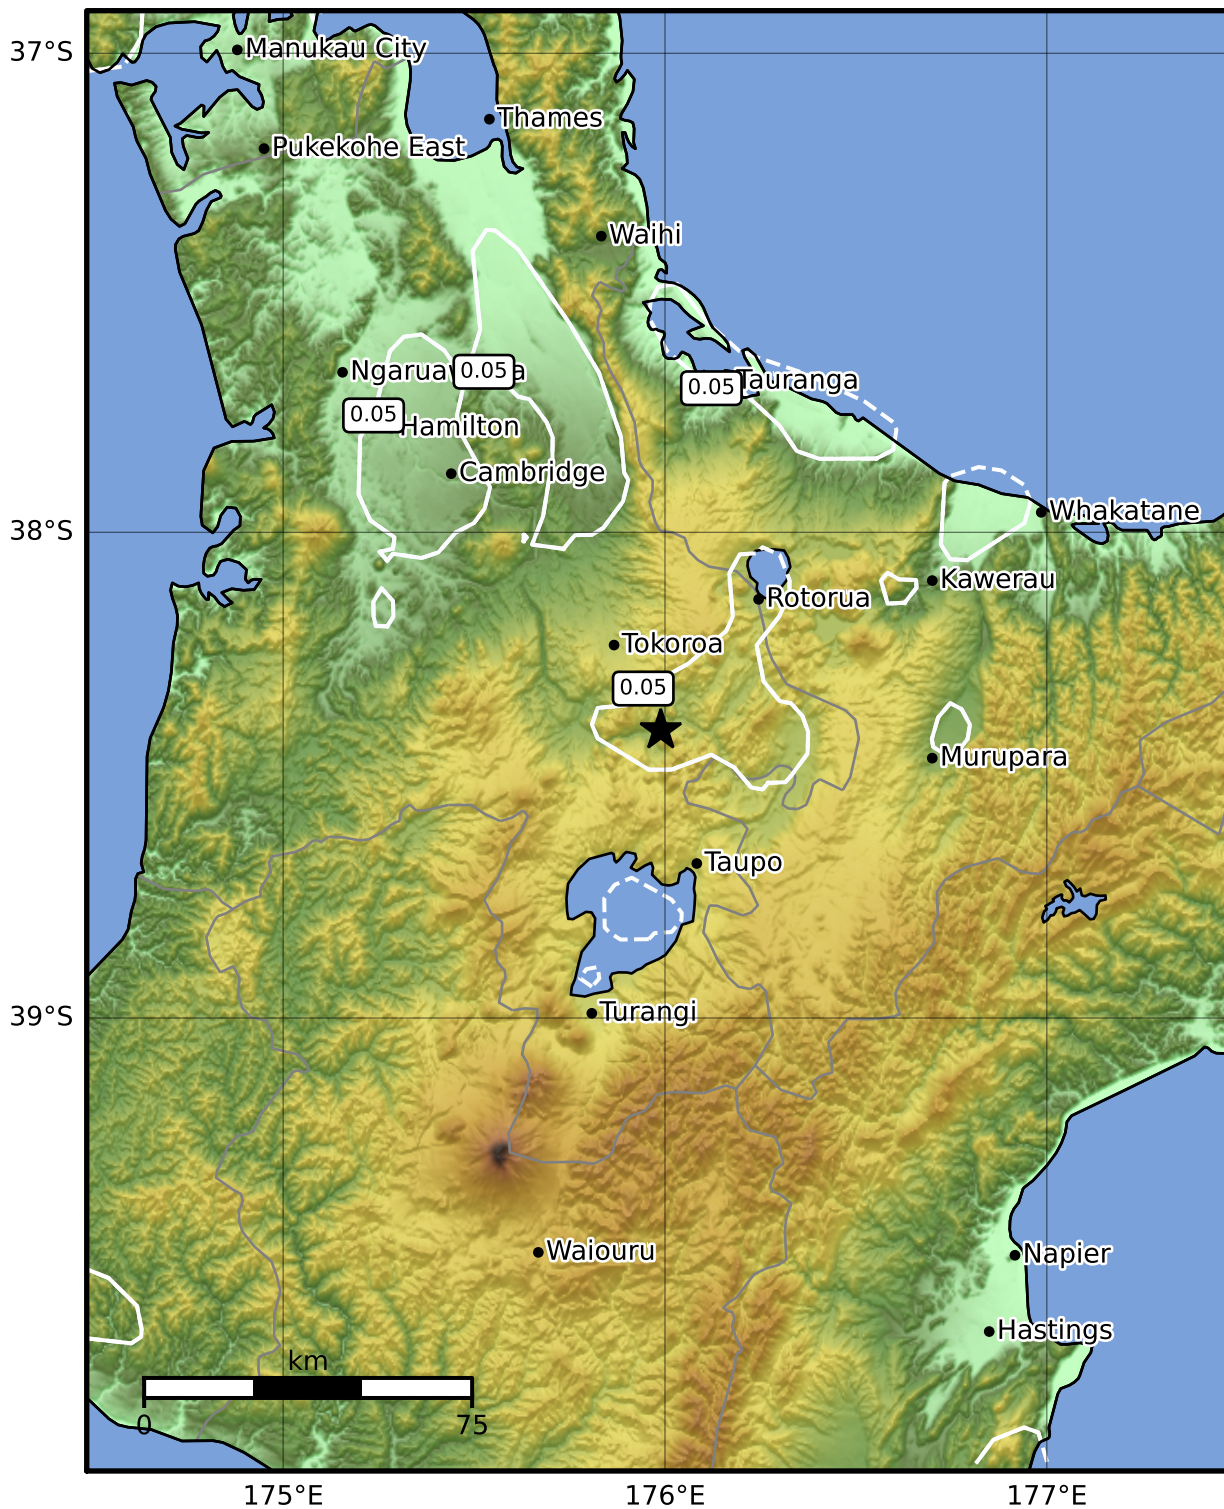 37°S
Manukau City
Thames
Pukekohe East
Waihi
0.05
0.05
Tauranga
0.05
Hamilton
Cambridge
38°S
Whakatane
Kawerau
Rotorua
Tokoroa
0.05
Murupara
Taupo
39°S
Turangi
Waiouru
Napier
Hastings
km
0
75
175°E
176°E
177°E